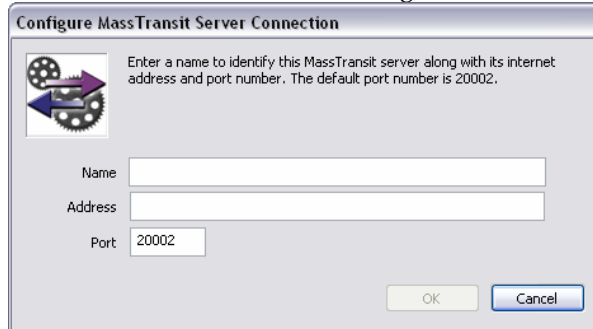 Configure MassTransit Server Connection
Enter a name to identify this MassTransit server along with its internet
address and port number. The default port number is 20002.
Name
Address
Port 20002
OK Cancel